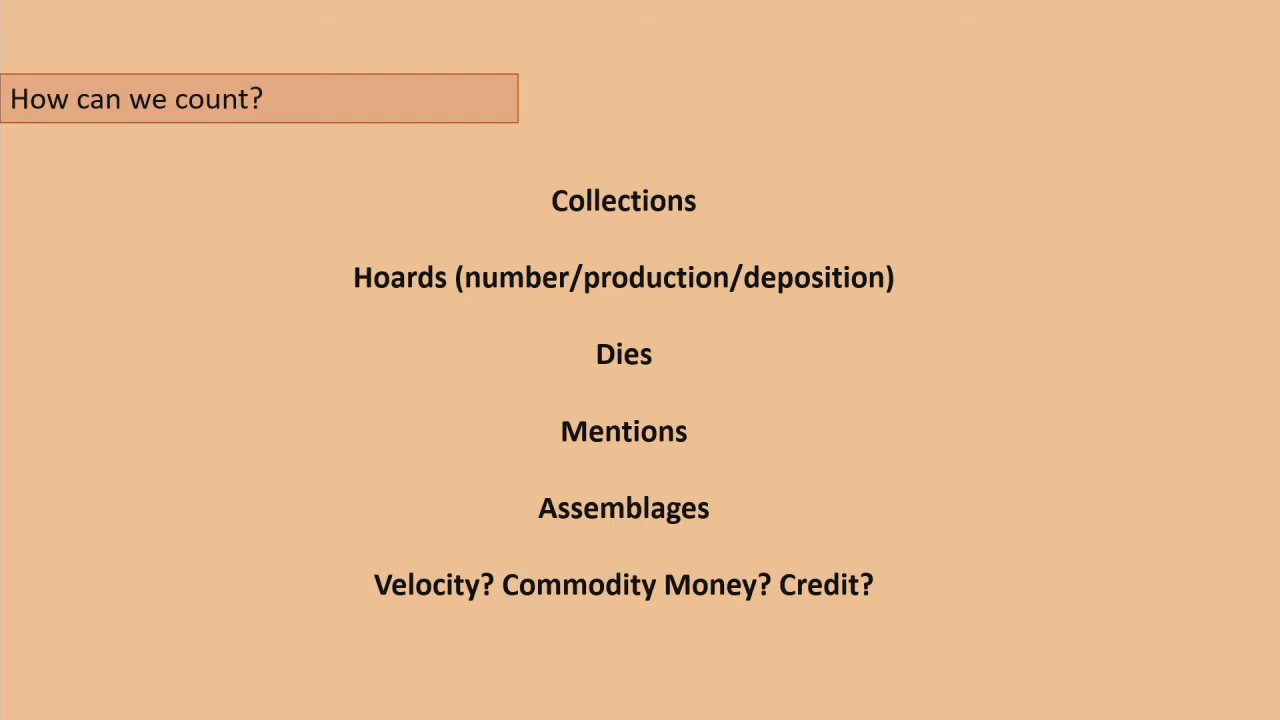 How can we count?
Collections
Hoards (number/production/deposition)
Dies
Mentions
Assemblages
Velocity? Commodity Money? Credit?